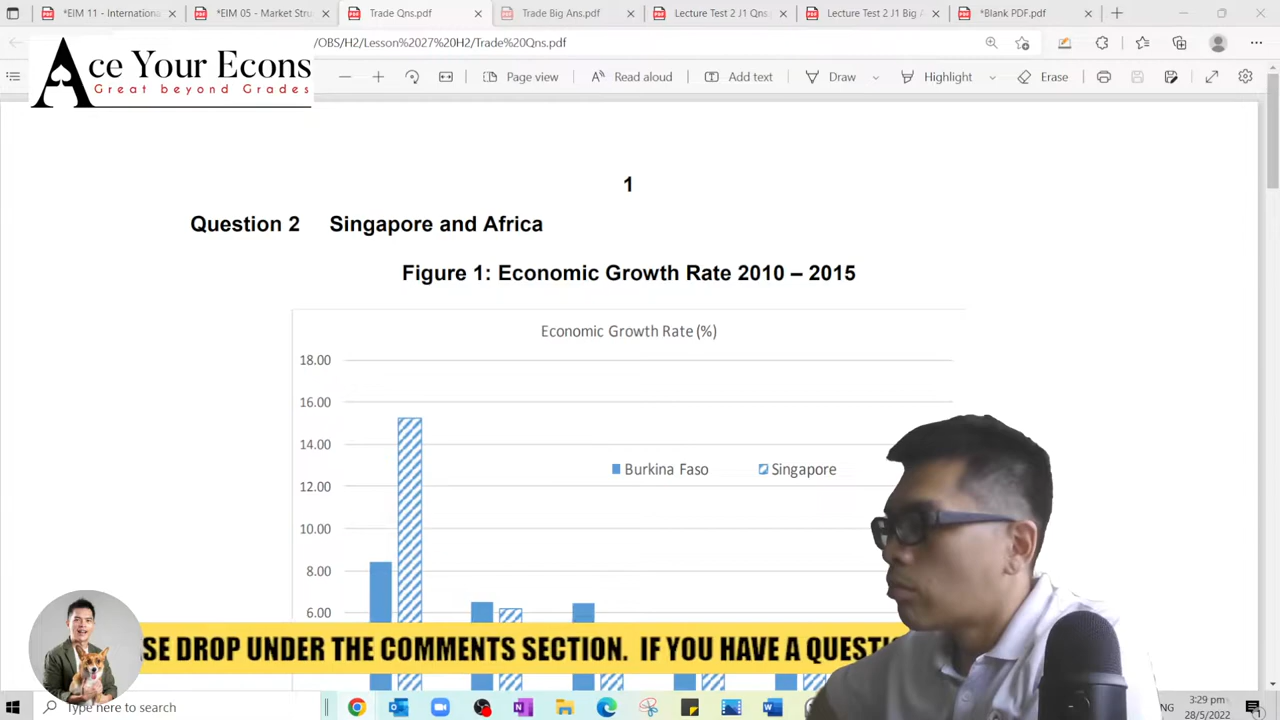 *EIM 11 - Internationa
*EIM 05 - Market Stru
Trade Qns.pdf
Trade Big Ans.pdf
Lecture Test 2 J1 Qns
Lecture Test 2 J1D
*Blank PDF.pdf
/OBS/H2/Lesson%2027%20H2/Trade%20Qns.pdf
Ace Your Econs
Great beyond Grades
Page view
Read aloud
Add text
Draw
Highlight
Erase
1
Question 2 Singapore and Africa
Figure 1: Economic Growth Rate 2010 – 2015
Economic Growth Rate (%)
18.00
16.00
14.00
Burkina Faso
Singapore
12.00
10.00
8.00
6.00
SE DROP UNDER THE COMMENTS SECTION. IF YOU HAVE A QUESTI
Type here to search
NG
3:29 pm
28/5/2022